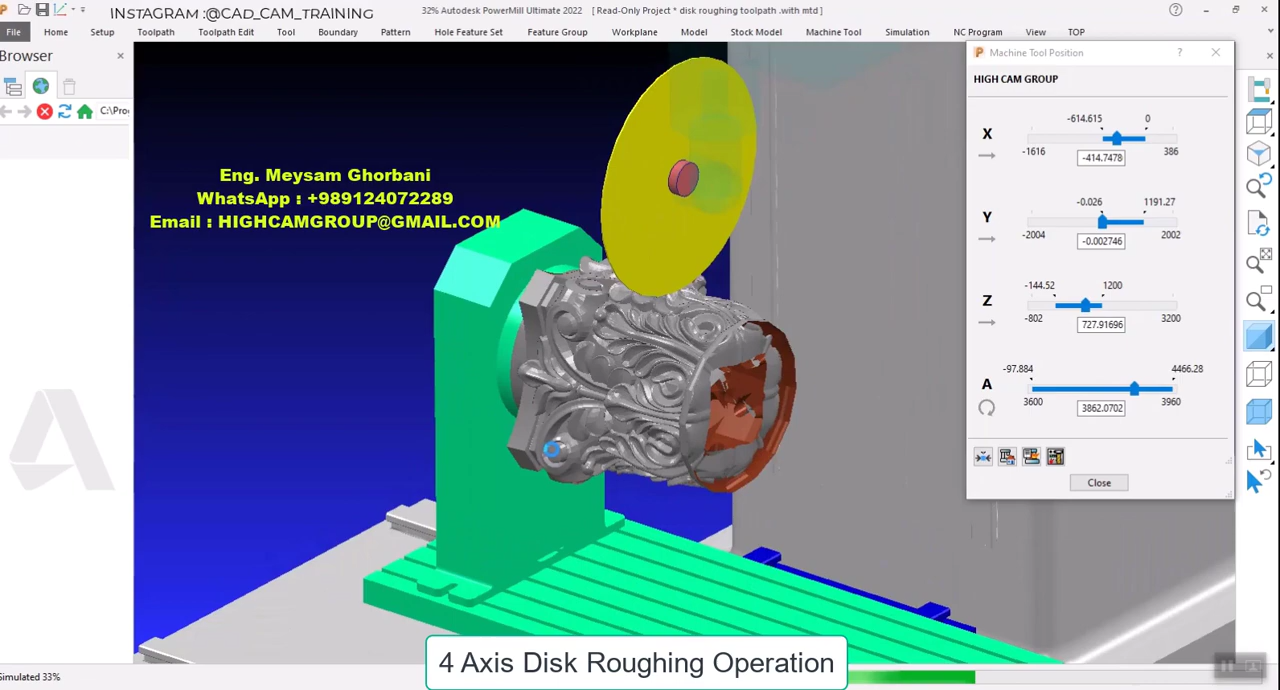 INSTAGRAM :@CAD_CAM_TRAINING
32% Autodesk PowerMill Ultimate 2022 [ Read-Only Project * disk roughing toolpath .with mtd ]
File Home Setup Toolpath Toolpath Edit Tool Boundary Pattern Hole Feature Set Feature Group Workplane Model Stock Model Machine Tool Simulation NC Program View TOP
Browser
C:\Pro
Eng. Meysam Ghorbani
WhatsApp : +989124072289
Email : HIGHCAMGROUP@GMAIL.COM
Machine Tool Position
HIGH CAM GROUP
-614.615 0
X
-1616 386
-414.7478
-0.026 1191.27
Y
-2004 2002
-0.002746
-144.52 1200
Z
-802 3200
727.91696
-97.884 4466.28
A
3600 3960
3862.0702
Close
4 Axis Disk Roughing Operation
Simulated 33%